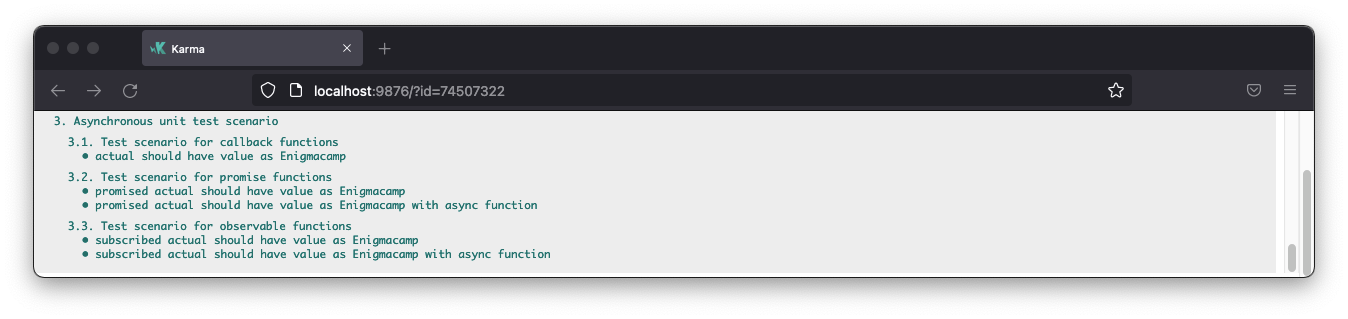 Karma
localhost:9876/?id=74507322
3. Asynchronous unit test scenario
3.1. Test scenario for callback functions
• actual should have value as Enigmacamp
3.2. Test scenario for promise functions
• promised actual should have value as Enigmacamp
• promised actual should have value as Enigmacamp with async function
3.3. Test scenario for observable functions
• subscribed actual should have value as Enigmacamp
• subscribed actual should have value as Enigmacamp with async function